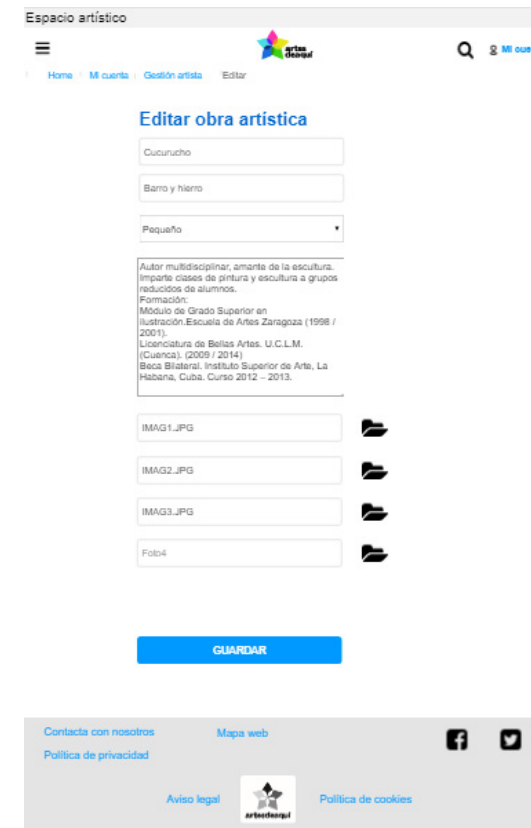 Espacio artístico
artes
deaquí
Mi cue
Home Mi cuenta Gestión artista Editar
Editar obra artística
Cucurucho
Barro y hierro
Pequeño
Autor multidisciplinar, amante de la escultura.
Imparte clases de pintura y escultura a grupos
reducidos de alumnos.
Formación:
Módulo de Grado Superior en
Ilustración.Escuela de Artes Zaragoza (1998 /
2001).
Licenciatura de Bellas Artes. U.C.L.M.
(Cuenca). (2009 / 2014)
Beca Bilateral. Instituto Superior de Arte, La
Habana, Cuba. Curso 2012 – 2013.
IMAG1.JPG
IMAG2.JPG
IMAG3.JPG
Foto4
GUARDAR
Contacta con nosotros Mapa web
Política de privacidad
Aviso legal artesdeaquí Política de cookies